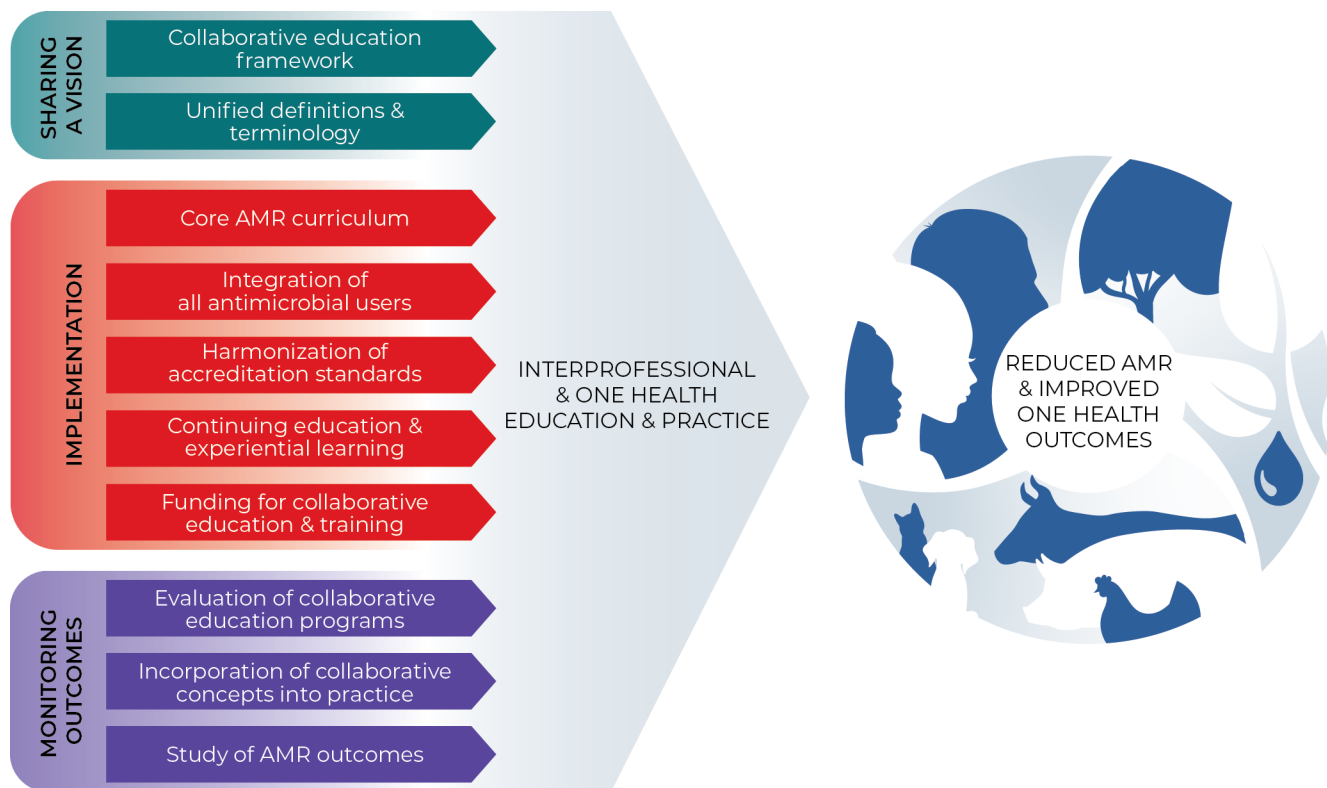 SHARING
A VISION
Collaborative education
framework
Unified definitions &
terminology
IMPLEMENTATION
Core AMR curriculum
Integration of
all antimicrobial users
Harmonization of
accreditation standards
Continuing education &
experiential learning
Funding for collaborative
education & training
MONITORING
OUTCOMES
Evaluation of collaborative
education programs
Incorporation of collaborative
concepts into practice
Study of AMR outcomes
INTERPROFESSIONAL
& ONE HEALTH
EDUCATION & PRACTICE
REDUCED AMR
& IMPROVED
ONE HEALTH
OUTCOMES